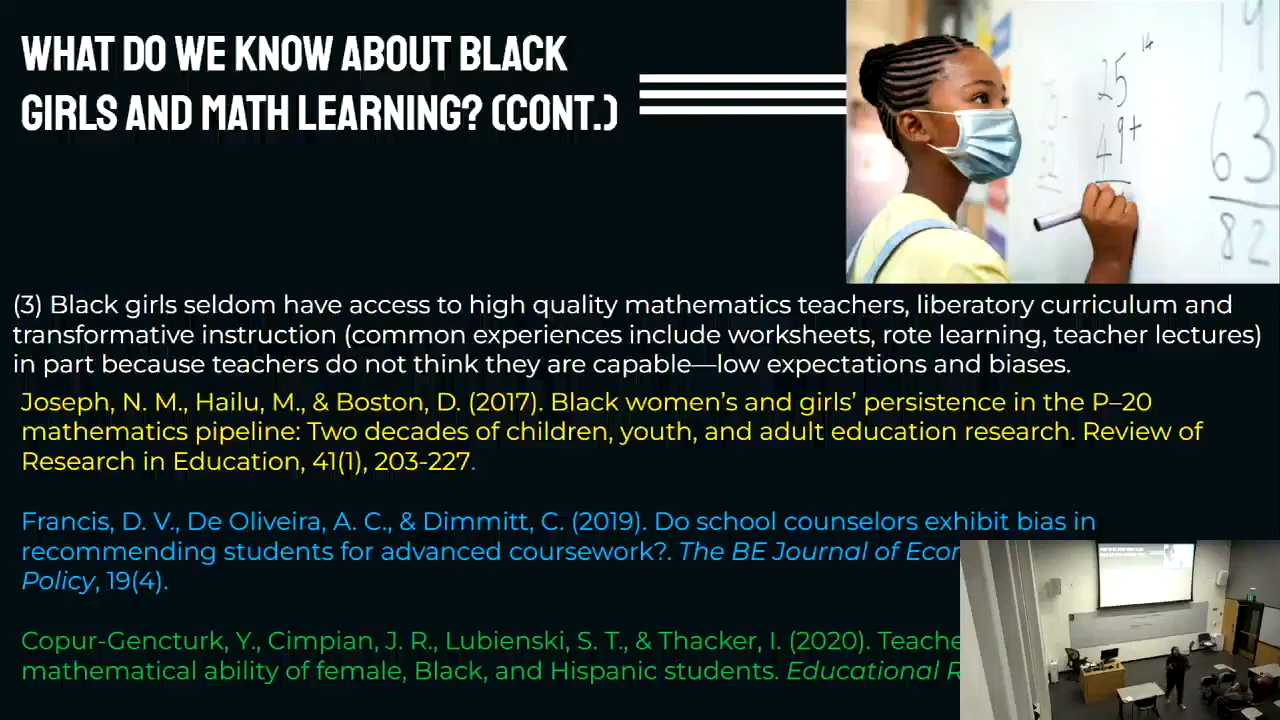 WHAT DO WE KNOW ABOUT BLACK
GIRLS AND MATH LEARNING? (CONT.)
14
25
49+
19
63
82
(3) Black girls seldom have access to high quality mathematics teachers, liberatory curriculum and
transformative instruction (common experiences include worksheets, rote learning, teacher lectures)
in part because teachers do not think they are capable—low expectations and biases.
Joseph, N. M., Hailu, M., & Boston, D. (2017). Black women's and girls' persistence in the P–20
mathematics pipeline: Two decades of children, youth, and adult education research. Review of
Research in Education, 41(1), 203-227.
Francis, D. V., De Oliveira, A. C., & Dimmitt, C. (2019). Do school counselors exhibit bias in
recommending students for advanced coursework?. The BE Journal of
Policy, 19(4).
Copur-Gencturk, Y., Cimpian, J. R., Lubienski, S. T., & Thacker, I. (2020).
mathematical ability of female, Black, and Hispanic students. Educational